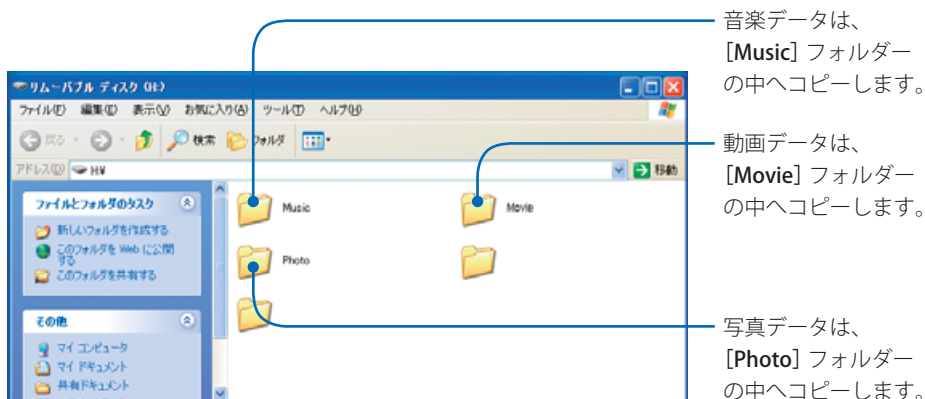 音楽データは、
[Music] フォルダー
の中へコピーします。
リムーバブル ディスク (H:)
ファイル(F) 編集(E) 表示(V) お気に入り(A) ツール(T) ヘルプ(H)
戻る 検索 フォルダ
アドレス(D) H¥ 移動
動画データは、
[Movie] フォルダー
の中へコピーします。
ファイルとフォルダのタスク
新しいフォルダを作成する
このフォルダを Web に公開
する
このフォルダを共有する
Music
Movie
Photo
その他
マイ コンピュータ
マイ ドキュメント
共有ドキュメント
写真データは、
[Photo] フォルダー
の中へコピーします。